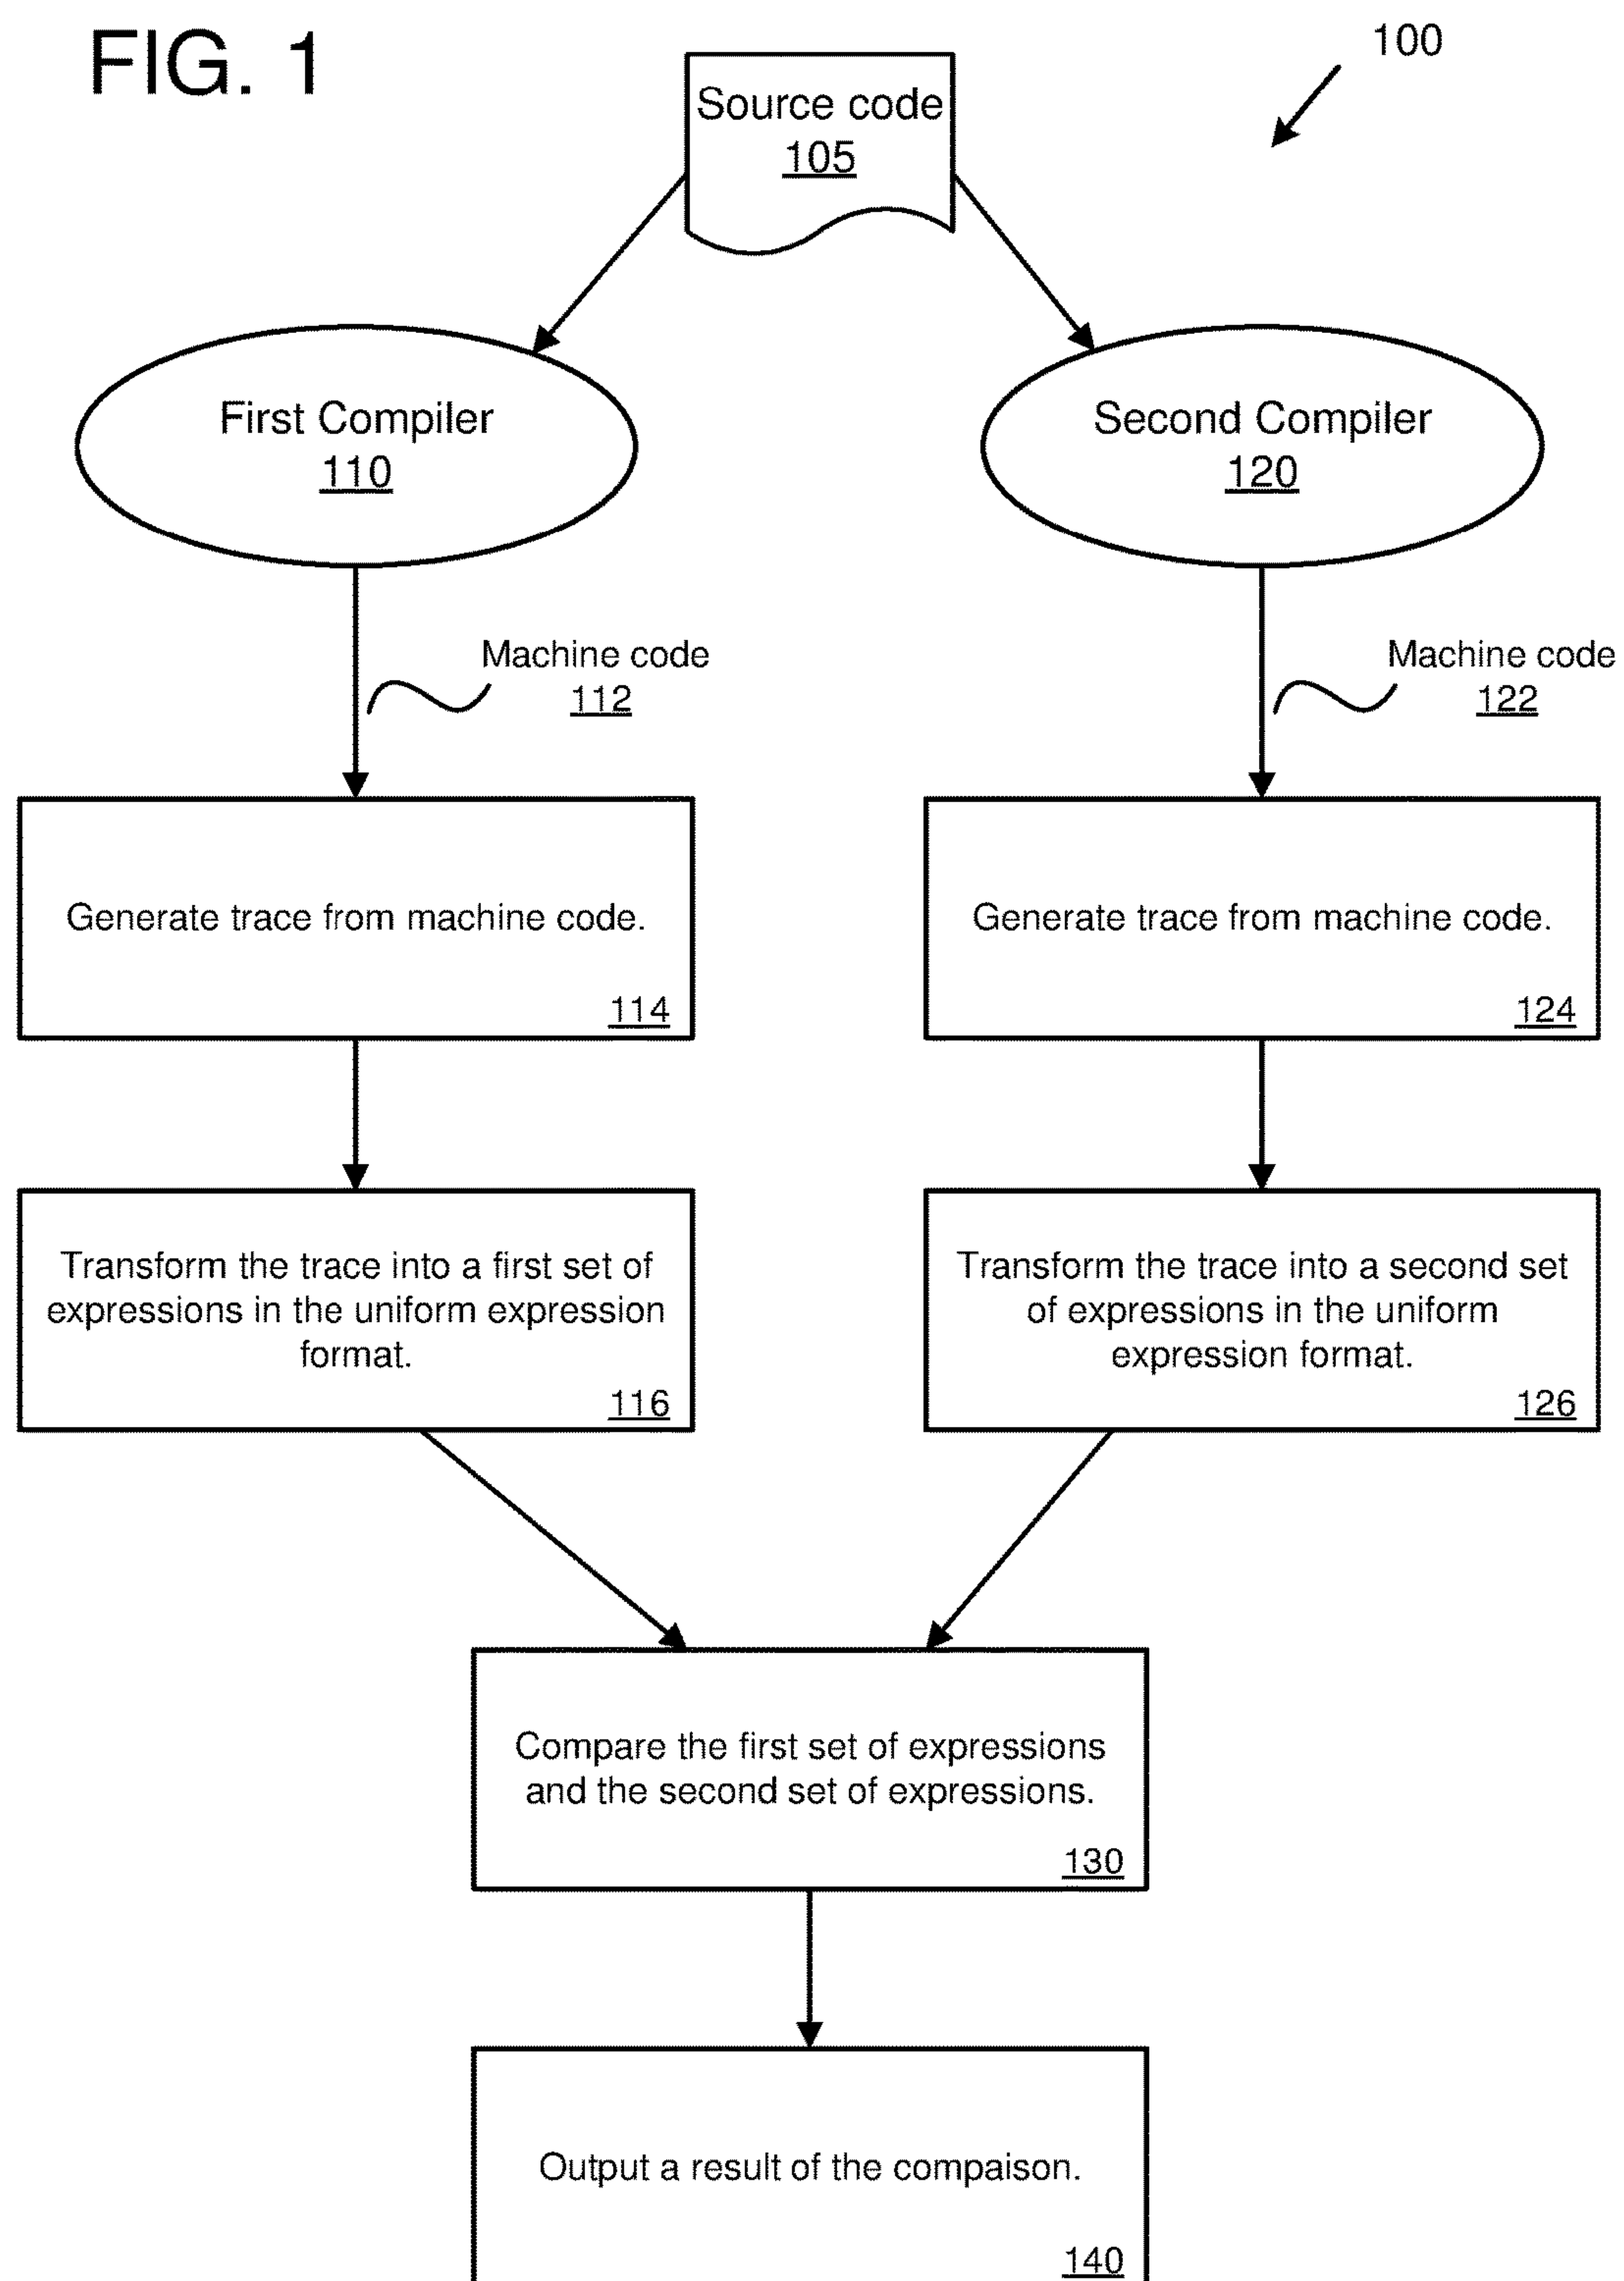 FIG. 1
100
Source code
105
First Compiler
110
Second Compiler
120
Machine code
112
Machine code
122
Generate trace from machine code.
114
Generate trace from machine code.
124
Transform the trace into a first set of
expressions in the uniform expression
format.
116
Transform the trace into a second set
of expressions in the uniform
expression format.
126
Compare the first set of expressions
and the second set of expressions.
130
Output a result of the compaison.
140